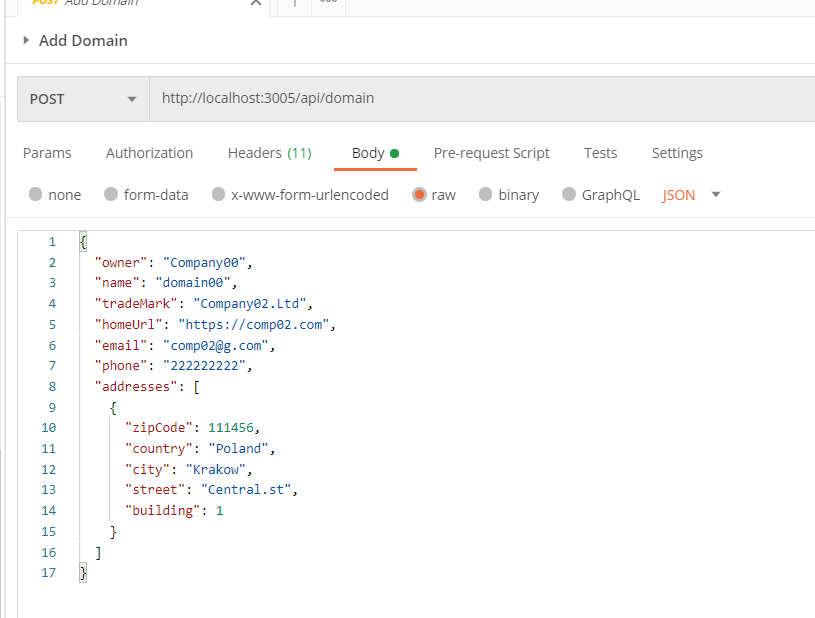 POST Add Domain
Add Domain
POST http://localhost:3005/api/domain
Params Authorization Headers (11) Body Pre-request Script Tests Settings
none form-data x-www-form-urlencoded raw binary GraphQL JSON
1 {
2 "owner": "Company00",
3 "name": "domain00",
4 "tradeMark": "Company02.Ltd",
5 "homeUrl": "https://comp02.com",
6 "email": "comp02@g.com",
7 "phone": "222222222",
8 "addresses": [
9 {
10 "zipCode": 111456,
11 "country": "Poland",
12 "city": "Krakow",
13 "street": "Central.st",
14 "building": 1
15 }
16 ]
17 }